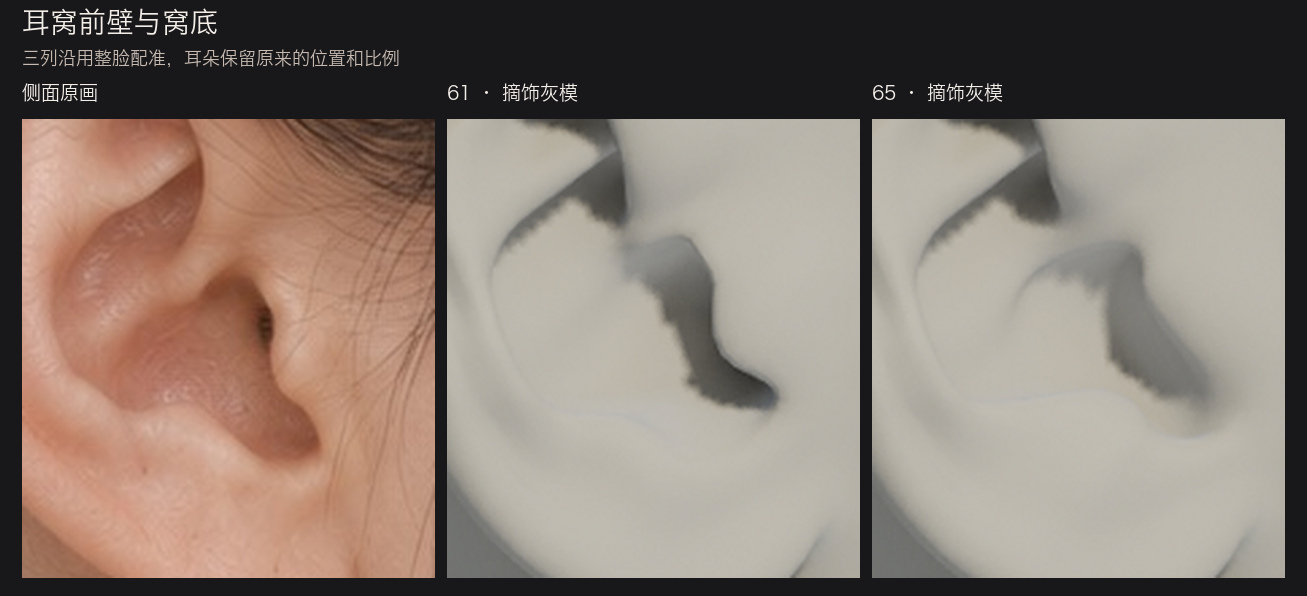 耳窝前壁与窝底
三列沿用整脸配准，耳朵保留原来的位置和比例
侧面原画
61 · 摘饰灰模
65 · 摘饰灰模